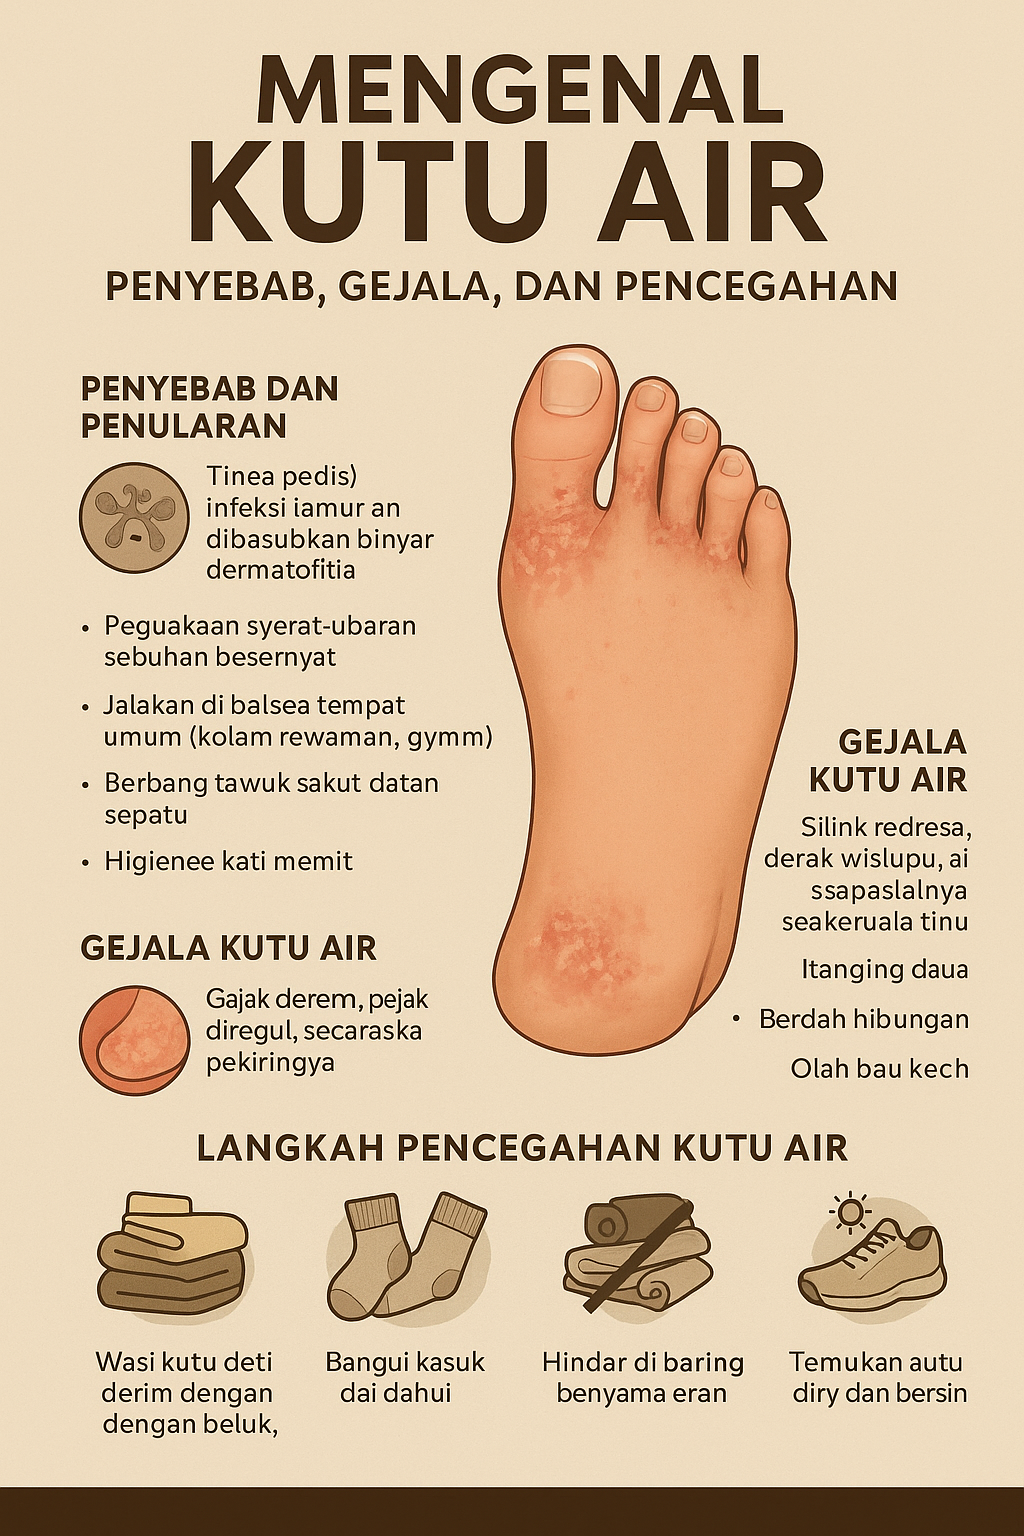 MENGENAL
KUTU AIR
PENYEBAB, GEJALA, DAN PENCEGAHAN
PENYEBAB DAN
PENULARAN
Tinea pedis)
infeksi iamur an
dibasubkan binyar
dermatofitia
• Peguakaan syerat-ubaran
sebuhan besernyat
• Jalakan di balsea tempat
umum (kolam rewaman, gymm)
• Berbang tawuk sakut datan
sepatu
• Higienee kati memit
GEJALA KUTU AIR
Gajak derem, pejak
diregul, secaraska
pekiringya
GEJALA
KUTU AIR
Silink redresa,
derak wislupu, ai
ssapaslalnya
seakeruala tinu
Itanging daua
• Berdah hibungan
Olah bau kech
LANGKAH PENCEGAHAN KUTU AIR
Wasi kutu deti
derim dengan
dengan beluk,
Bangui kasuk
dai dahui
Hindar di baring
benyama eran
Temukan autu
diry dan bersin